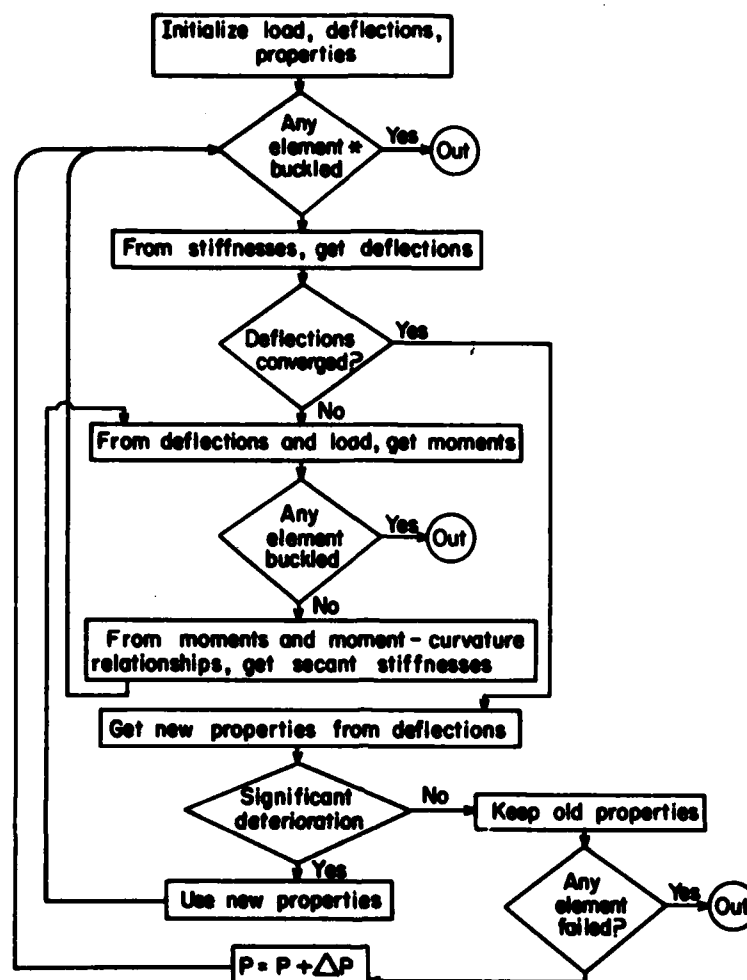 Initialize load, deflections,
properties
Any
element *
buckled
Yes
Out
From stiffnesses, get deflections
Deflections
converged?
Yes
No
From deflections and load, get moments
Any
element
buckled
Yes
Out
No
From moments and moment-curvature
relationships, get secant stiffnesses
Get new properties from deflections
Significant
deterioration
No
Keep old properties
Yes
Use new properties
Any
element
failed?
Yes
Out
P = P + ΔP